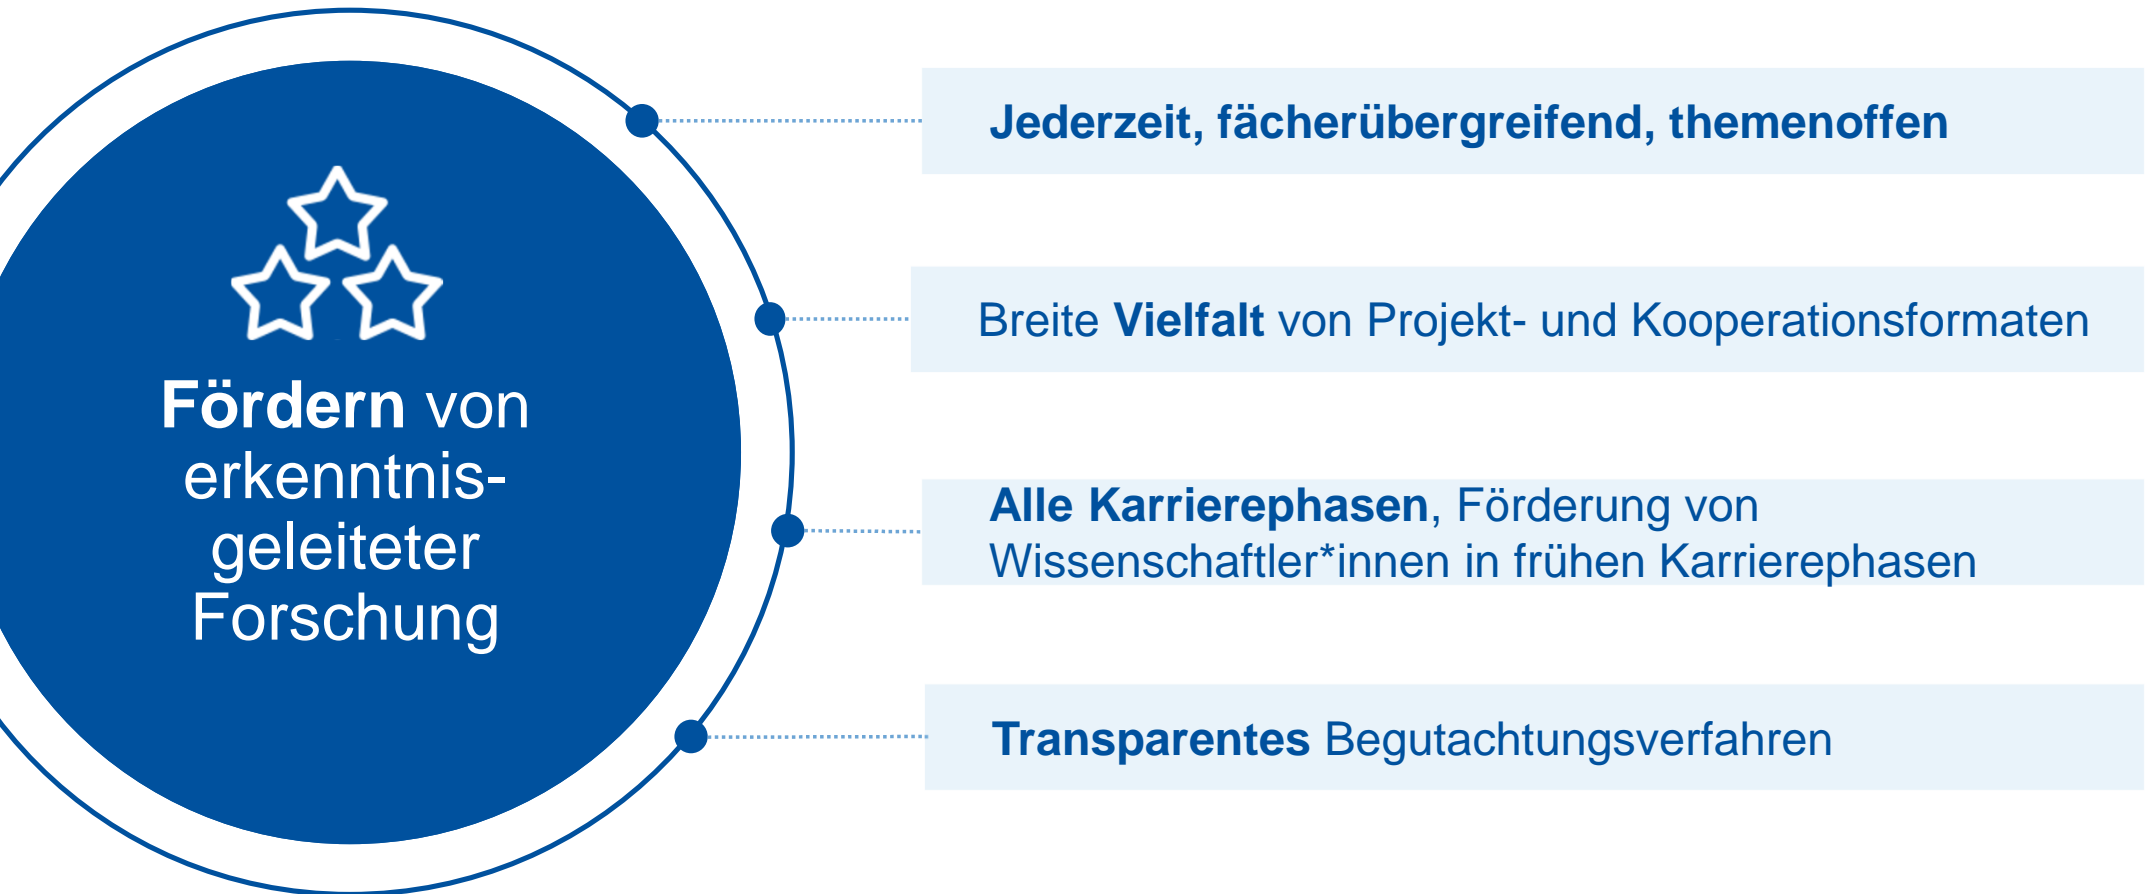 Fördern von
erkenntnis-
geleiteter
Forschung
Jederzeit, fächerübergreifend, themenoffen
Breite Vielfalt von Projekt- und Kooperationsformaten
Alle Karrierephasen, Förderung von
Wissenschaftler*innen in frühen Karrierephasen
Transparentes Begutachtungsverfahren